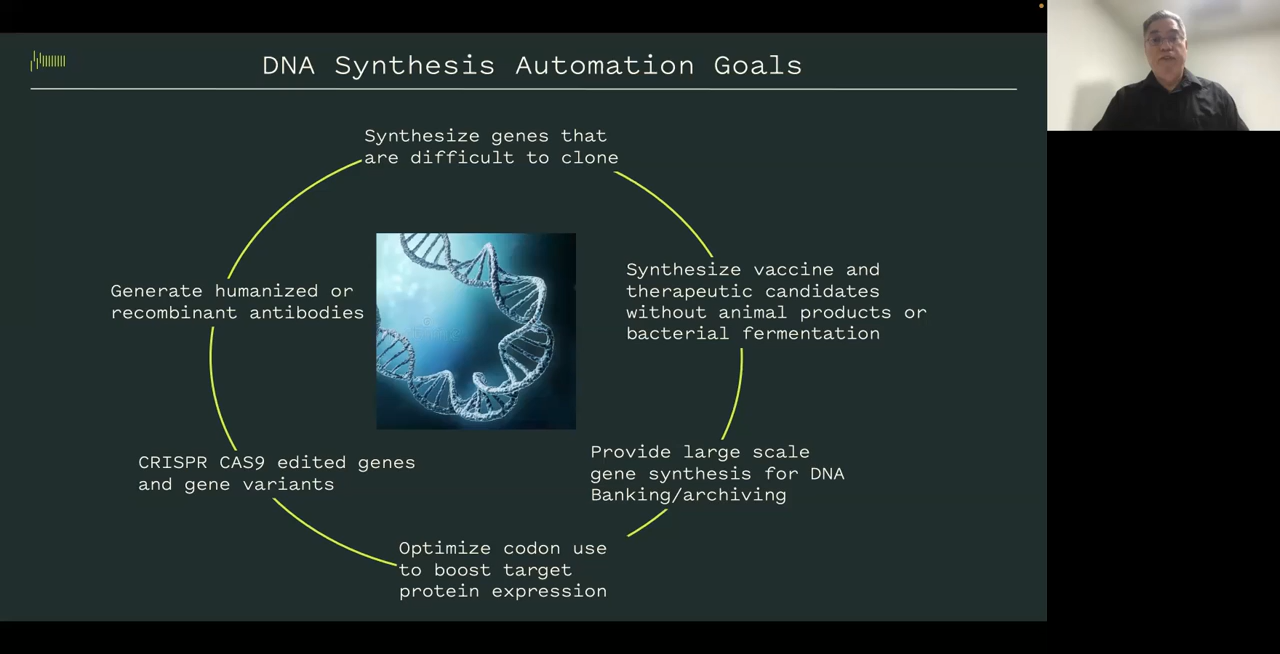 DNA Synthesis Automation Goals
Synthesize genes that
are difficult to clone
Synthesize vaccine and
therapeutic candidates
without animal products or
bacterial fermentation
Provide large scale
gene synthesis for DNA
Banking/archiving
Optimize codon use
to boost target
protein expression
CRISPR CAS9 edited genes
and gene variants
Generate humanized or
recombinant antibodies